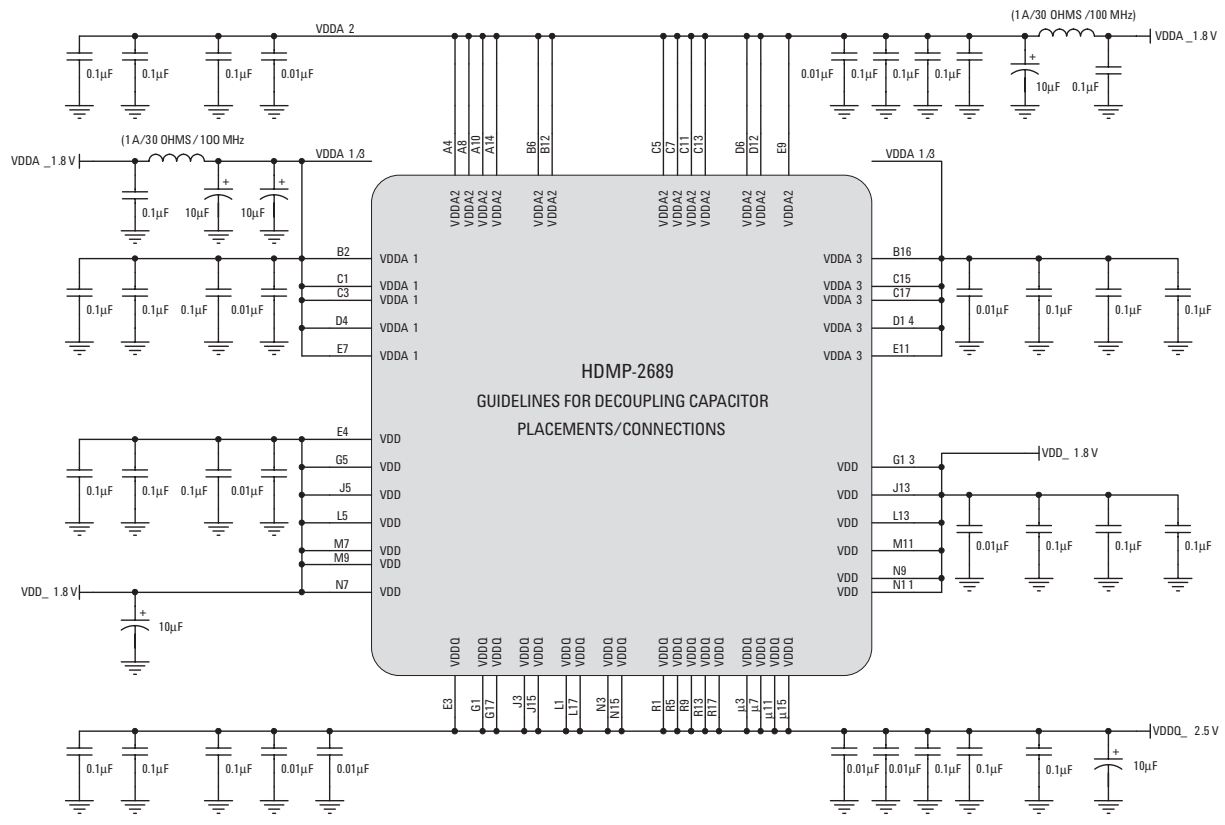 (1A/30 OHMS /100 MHz)
VDDA 2
VDDA _1.8 V
0.1µF 0.1µF 0.1µF 0.01µF
0.01µF 0.1µF 0.1µF 0.1µF 10µF + 0.1µF
(1A/30 OHMS / 100 MHz
A4 A8 A10 A14 B6 B12 C5 C7 C11 C13 D6 D12 E9
VDDA _1.8 V
VDDA 1/3
VDDA 1/3
VDDA2 VDDA2 VDDA2 VDDA2 VDDA2 VDDA2 VDDA2 VDDA2 VDDA2 VDDA2 VDDA2 VDDA2 VDDA2
0.1µF 10µF + 10µF +
B2 VDDA 1
VDDA 3 B16
C1 VDDA 1
VDDA 3 C15
C3 VDDA 1
VDDA 3 C17
0.1µF 0.1µF 0.1µF 0.01µF
0.01µF 0.1µF 0.1µF 0.1µF
D4 VDDA 1
VDDA 3 D1 4
E7 VDDA 1
VDDA 3 E11
HDMP-2689
GUIDELINES FOR DECOUPLING CAPACITOR
PLACEMENTS/CONNECTIONS
E4 VDD
VDD_ 1.8 V
G5 VDD
VDD G1 3
J5 VDD
VDD J13
0.1µF 0.1µF 0.1µF 0.01µF
L5 VDD
VDD L13
0.01µF 0.1µF 0.1µF 0.1µF
M7 VDD
VDD M11
M9 VDD
VDD N9
VDD_ 1.8 V
N7 VDD
VDD N11
+
10µF
VDDQ VDDQ VDDQ VDDQ VDDQ VDDQ VDDQ VDDQ VDDQ VDDQ VDDQ VDDQ VDDQ VDDQ VDDQ VDDQ VDDQ
E3 G1 G17 J3 J15 L1 L17 N3 N15 R1 R5 R9 R13 R17 µ3 µ7 µ11 µ15
VDDQ_ 2.5 V
0.1µF 0.1µF 0.1µF 0.01µF 0.01µF
0.01µF 0.01µF 0.1µF 0.1µF 0.1µF + 10µF